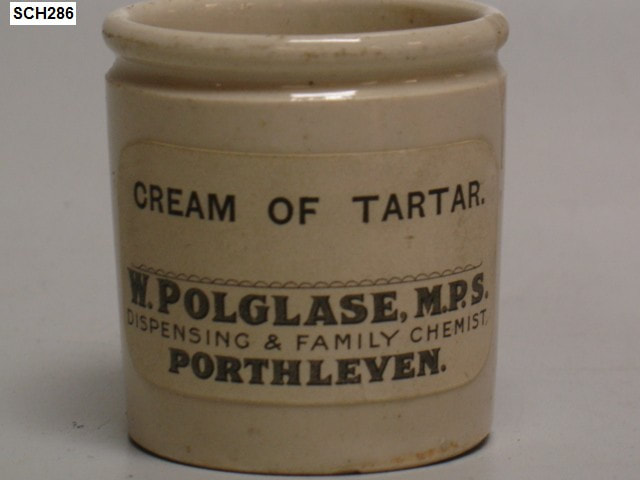 SCH286
CREAM OF TARTAR.
W. POLGLASE, M.P.S.
DISPENSING & FAMILY CHEMIST,
PORTHLEVEN.